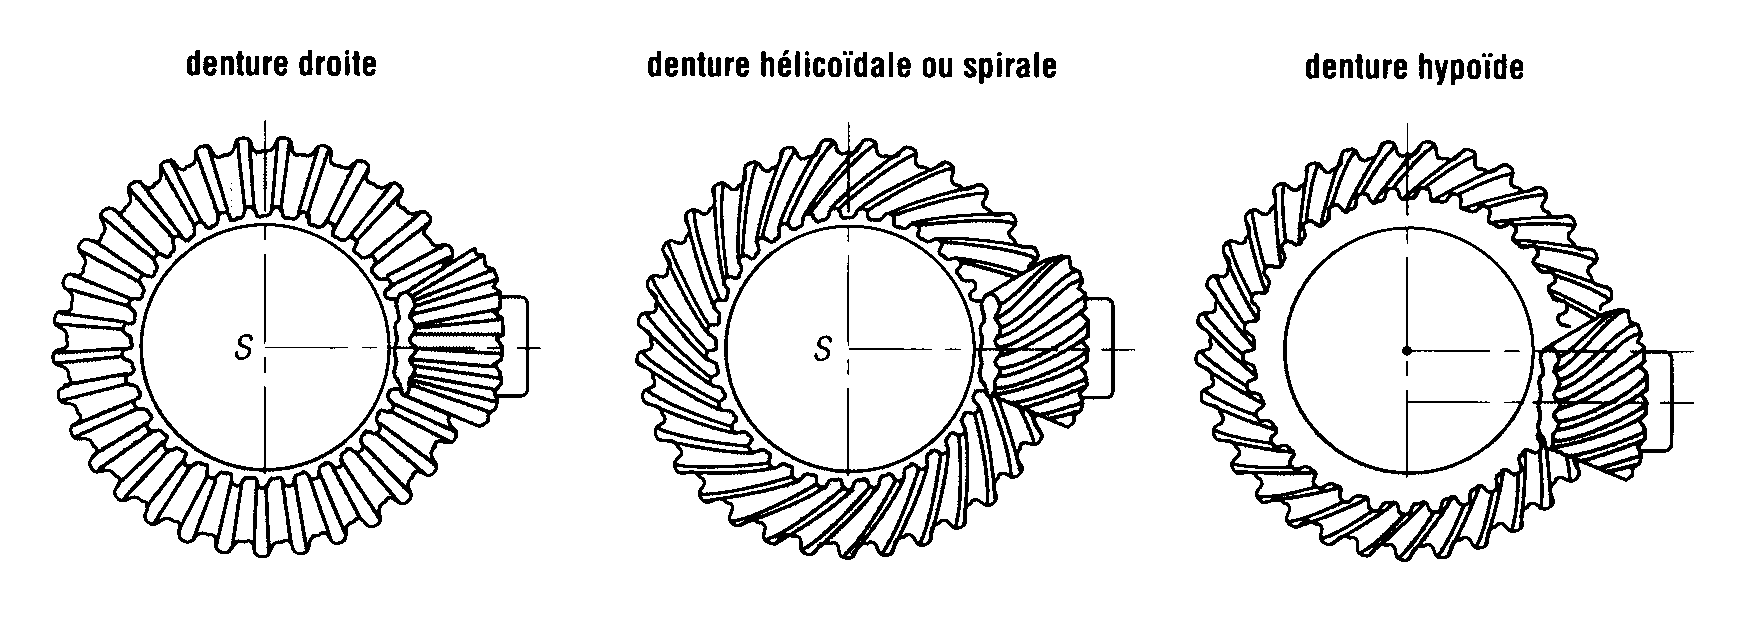 denture droite
denture hélicoïdale ou spirale
denture hypoïde
S
S